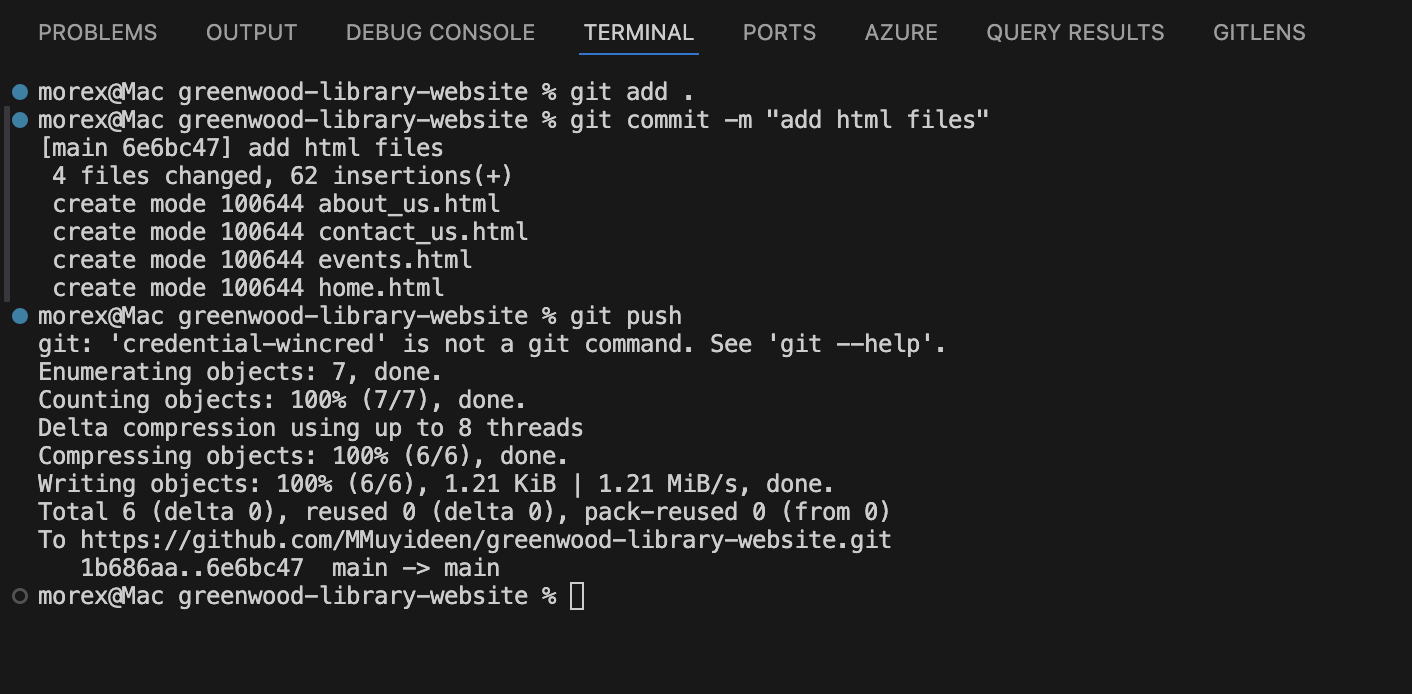 PROBLEMS OUTPUT DEBUG CONSOLE TERMINAL PORTS AZURE QUERY RESULTS GITLENS
morex@Mac greenwood-library-website % git add .
morex@Mac greenwood-library-website % git commit -m "add html files"
[main 6e6bc47] add html files
 4 files changed, 62 insertions(+)
 create mode 100644 about_us.html
 create mode 100644 contact_us.html
 create mode 100644 events.html
 create mode 100644 home.html
morex@Mac greenwood-library-website % git push
git: 'credential-wincred' is not a git command. See 'git --help'.
Enumerating objects: 7, done.
Counting objects: 100% (7/7), done.
Delta compression using up to 8 threads
Compressing objects: 100% (6/6), done.
Writing objects: 100% (6/6), 1.21 KiB | 1.21 MiB/s, done.
Total 6 (delta 0), reused 0 (delta 0), pack-reused 0 (from 0)
To https://github.com/MMuyideen/greenwood-library-website.git
   1b686aa..6e6bc47  main -> main
morex@Mac greenwood-library-website %